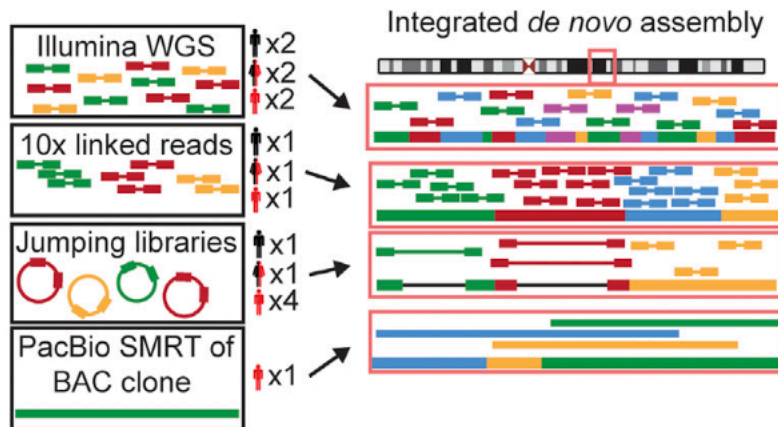 Illumina WGS
x2
x2
x2
10x linked reads
x1
x1
x1
Jumping libraries
x1
x1
x4
PacBio SMRT of
BAC clone
x1
Integrated de novo assembly